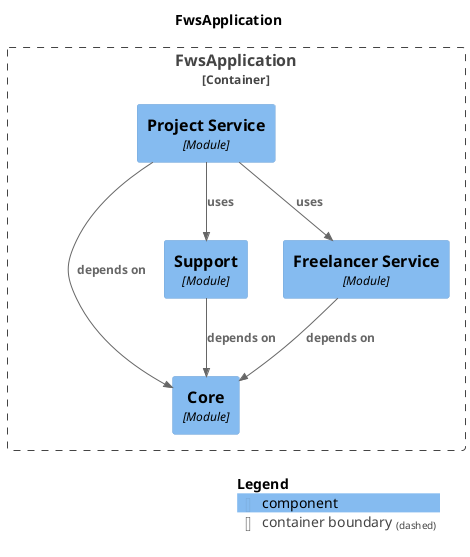 FwsApplication
FwsApplication
[Container]
Project Service
[Module]
uses
uses
Support
[Module]
Freelancer Service
[Module]
depends on
depends on
depends on
Core
[Module]
Legend
component
container boundary (dashed)